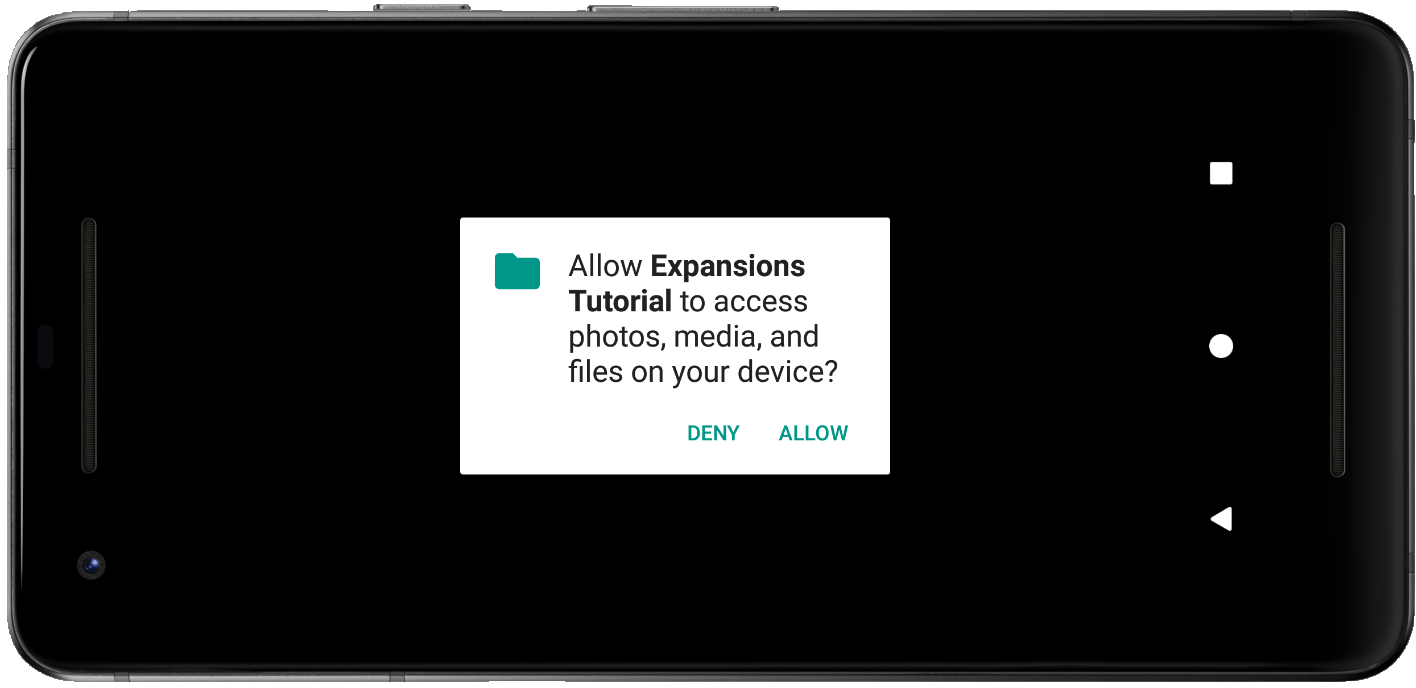 Allow Expansions
Tutorial to access
photos, media, and
files on your device?
DENY ALLOW